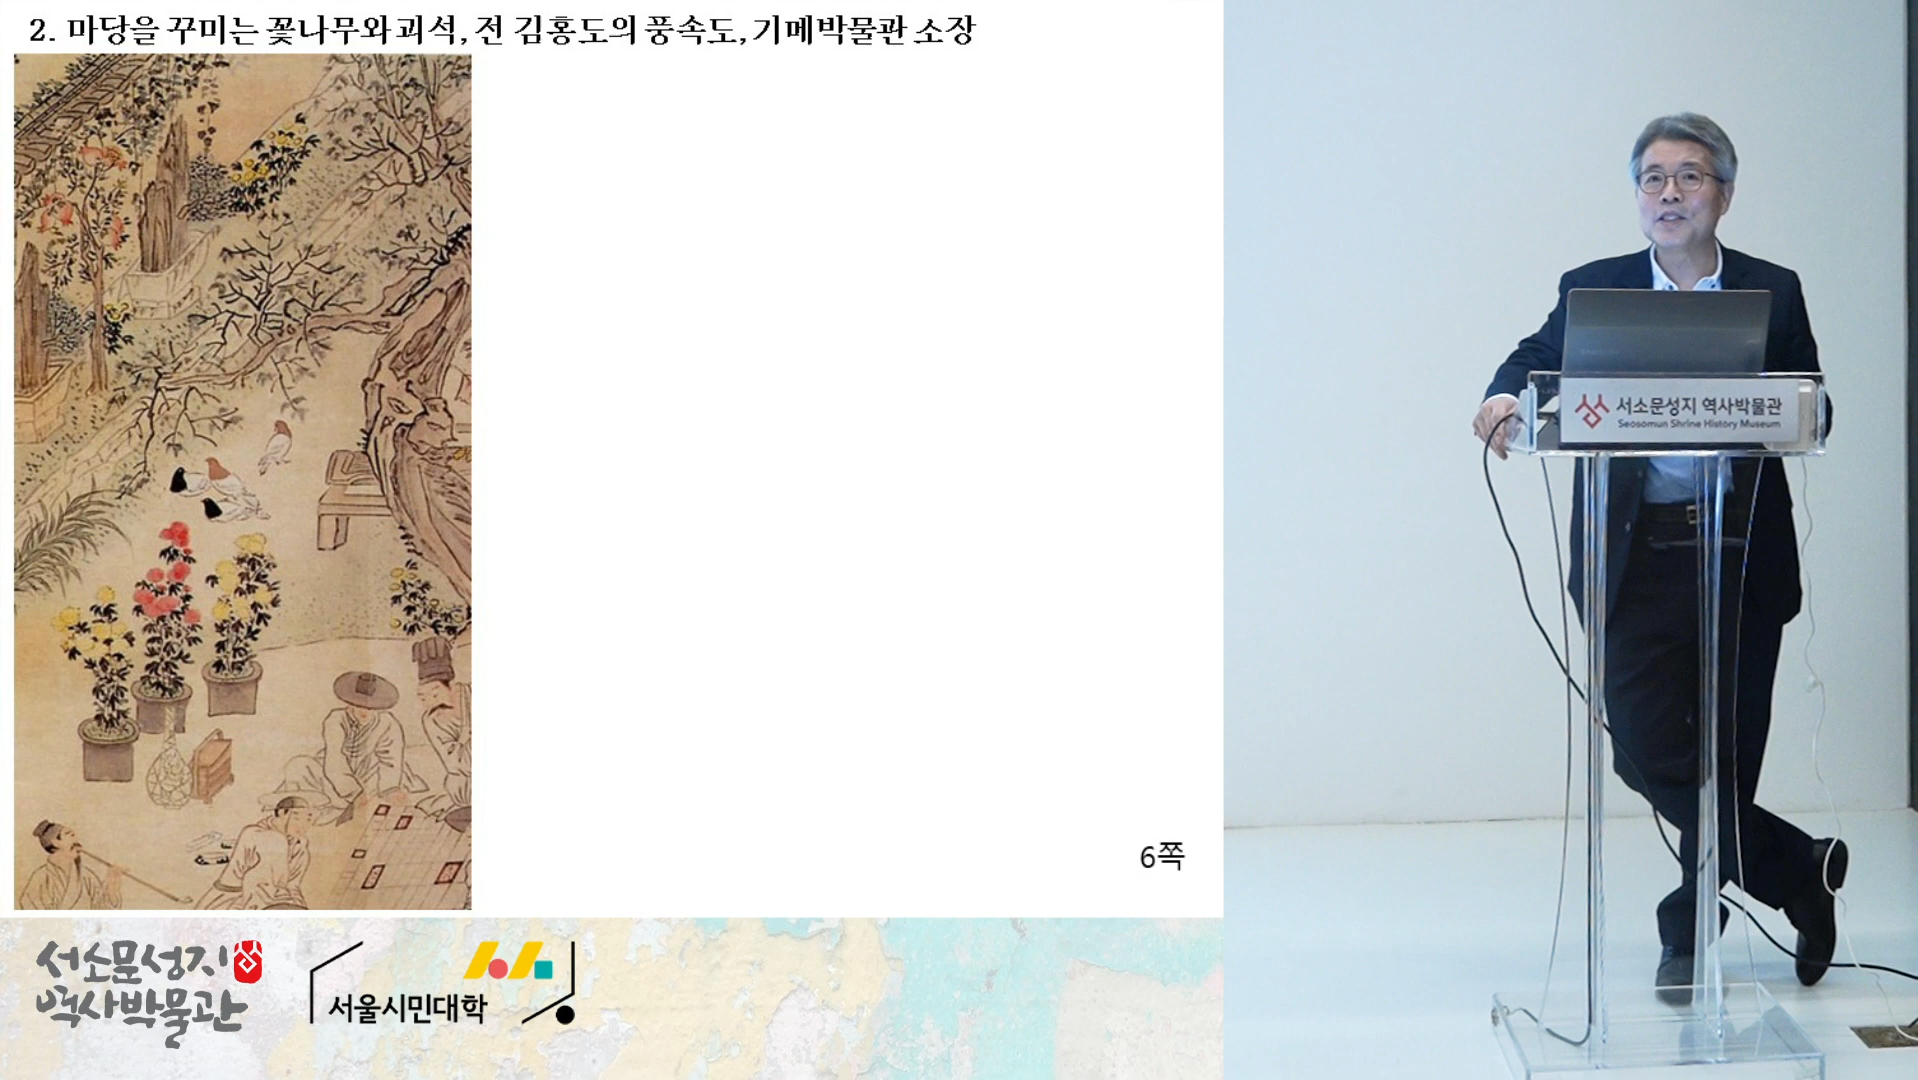 2. 마당을 꾸미는 꽃나무와 괴석, 전 김홍도의 풍속도, 기메박물관 소장
6쪽
서소문성지 역사박물관
Seosomun Shrine History Museum
서소문성지
역사박물관
서울시민대학